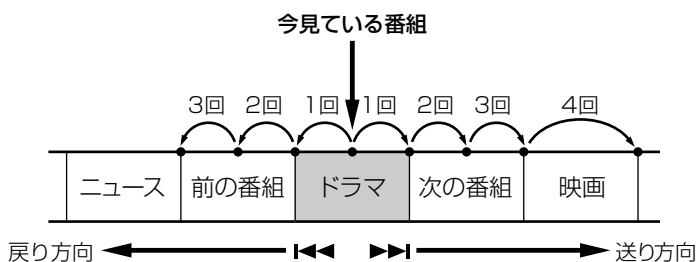 今見ている番組
3回 2回 1回 1回 2回 3回 4回
ニュース 前の番組 ドラマ 次の番組 映画
戻り方向 送り方向